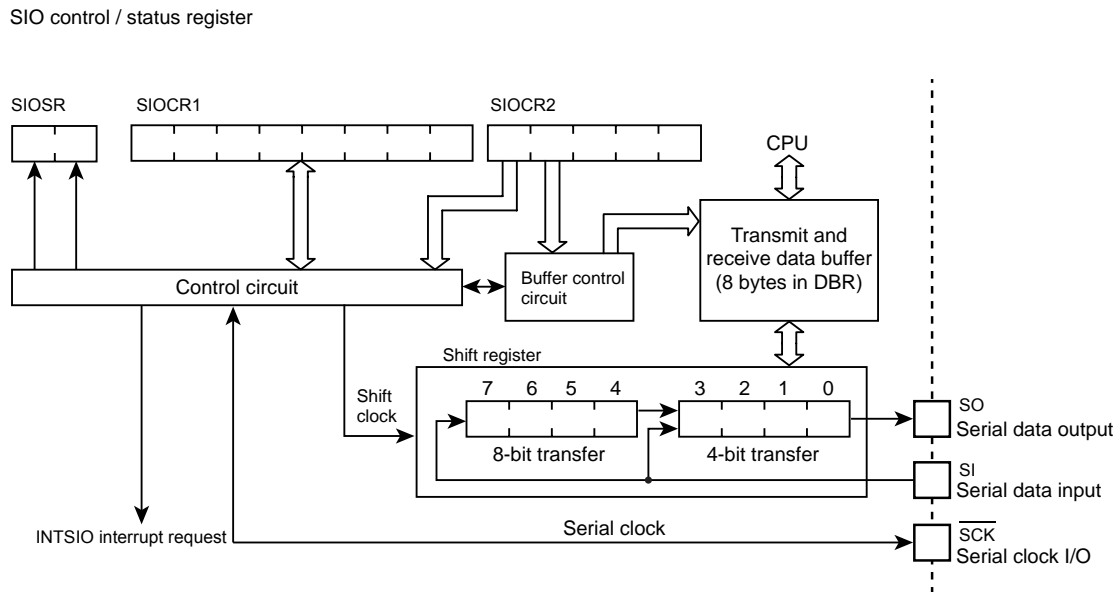 SIO control / status register
SIOSR
SIOCR1
SIOCR2
CPU
Transmit and
receive data buffer
(8 bytes in DBR)
Control circuit
Buffer control
circuit
Shift register
7 6 5 4 3 2 1 0
Shift
clock
8-bit transfer
4-bit transfer
SO
Serial data output
SI
Serial data input
INTSIO interrupt request
Serial clock
SCK
Serial clock I/O